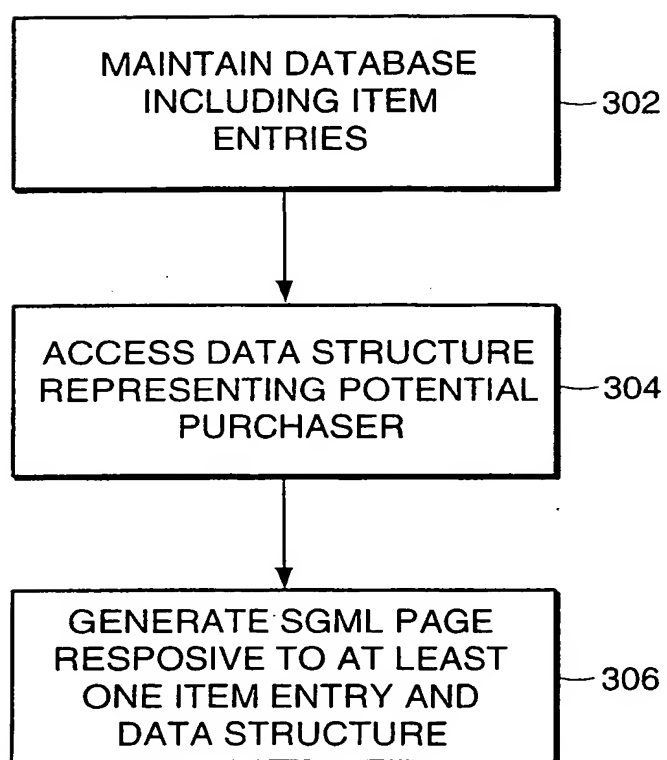 MAINTAIN DATABASE
INCLUDING ITEM
ENTRIES
302
ACCESS DATA STRUCTURE
REPRESENTING POTENTIAL
PURCHASER
304
GENERATE SGML PAGE
RESPOSIVE TO AT LEAST
ONE ITEM ENTRY AND
DATA STRUCTURE
306